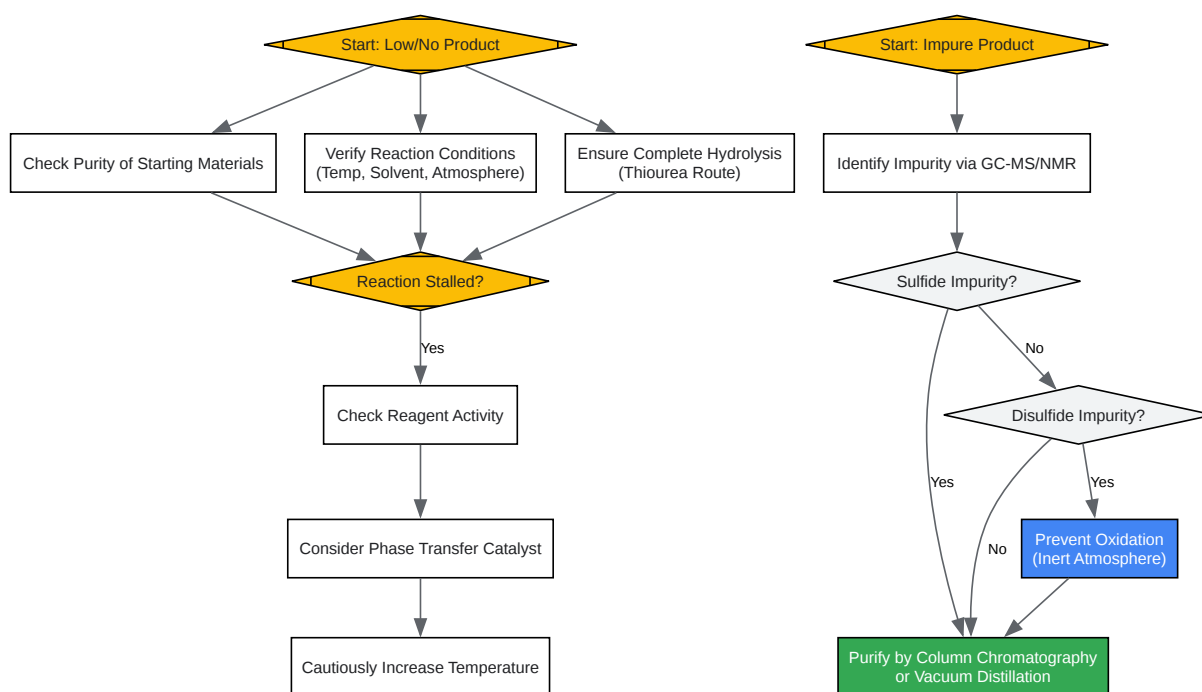 Start: Low/No Product
Start: Impure Product
Check Purity of Starting Materials
Verify Reaction Conditions
(Temp, Solvent, Atmosphere)
Ensure Complete Hydrolysis
(Thiourea Route)
Identify Impurity via GC-MS/NMR
Reaction Stalled?
Sulfide Impurity?
Yes
No
Check Reagent Activity
Disulfide Impurity?
Yes
Yes
Consider Phase Transfer Catalyst
No
Prevent Oxidation
(Inert Atmosphere)
Cautiously Increase Temperature
Purify by Column Chromatography
or Vacuum Distillation